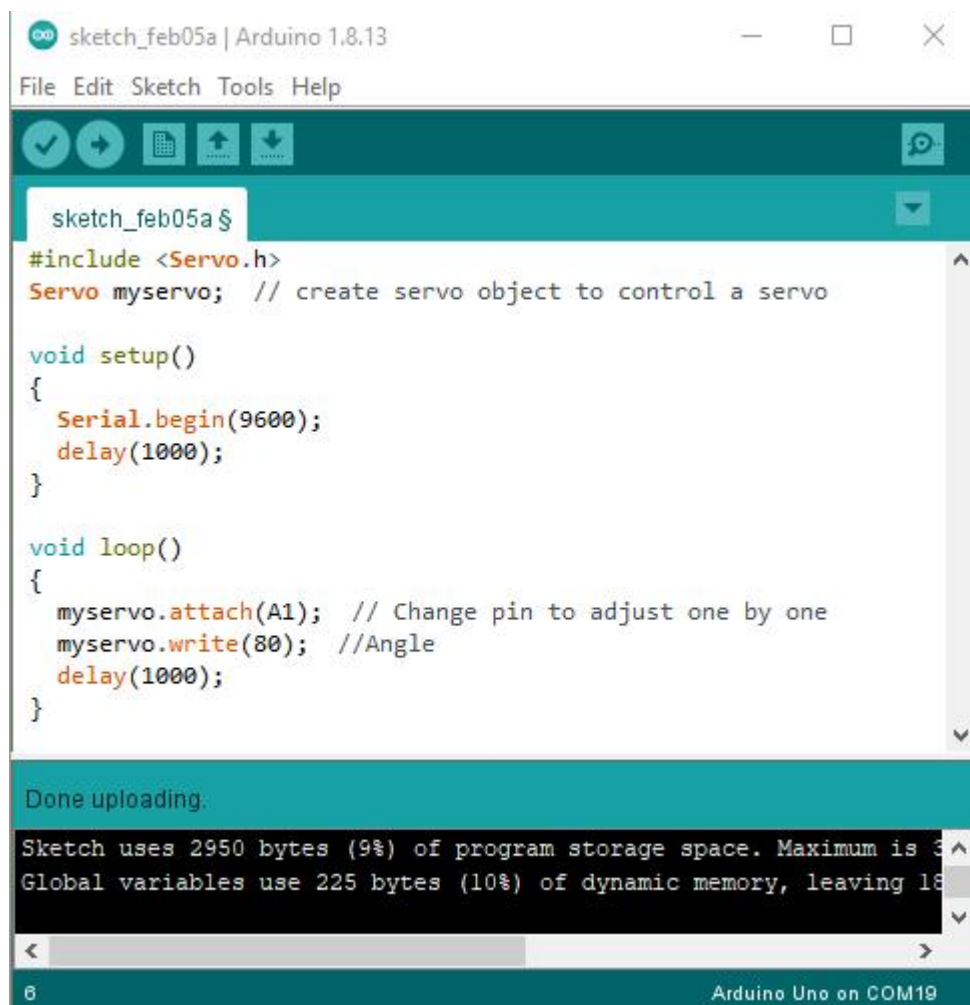 sketch_feb05a | Arduino 1.8.13
File Edit Sketch Tools Help
sketch_feb05a §
#include <Servo.h>
Servo myservo;  // create servo object to control a servo
void setup()
{
  Serial.begin(9600);
  delay(1000);
}
void loop()
{
  myservo.attach(A1);  // Change pin to adjust one by one
  myservo.write(80);  //Angle
  delay(1000);
}
Done uploading.
Sketch uses 2950 bytes (9%) of program storage space. Maximum is 3
Global variables use 225 bytes (10%) of dynamic memory, leaving 18
6 Arduino Uno on COM19